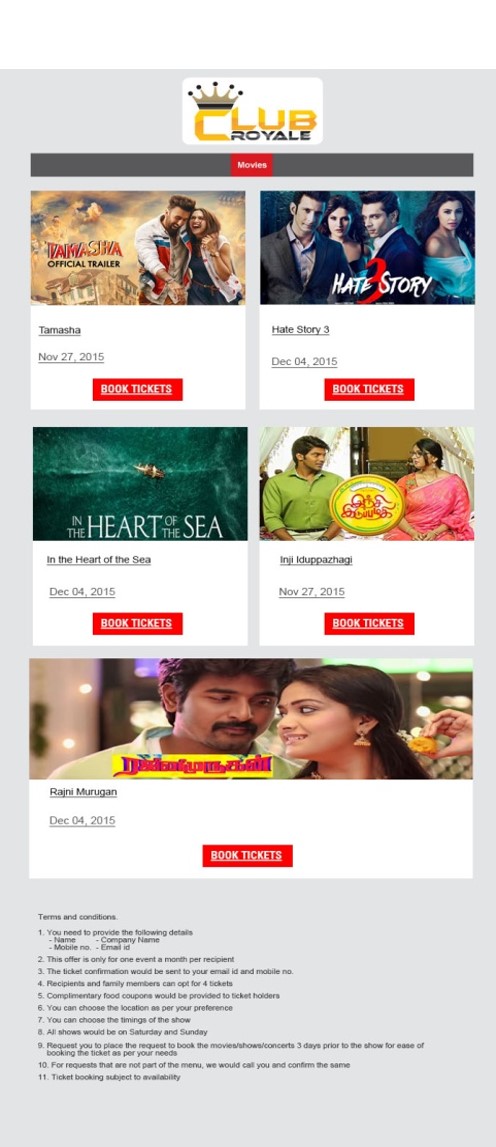 CLUB
ROYALE
Movies
TAMASHA
OFFICIAL TRAILER
HATE 3 STORY
Tamasha
Hate Story 3
Nov 27, 2015
Dec 04, 2015
BOOK TICKETS
BOOK TICKETS
IN THE HEART OF THE SEA
இஞ்சி
இடுப்பழகி
In the Heart of the Sea
Inji Iduppazhagi
Dec 04, 2015
Nov 27, 2015
BOOK TICKETS
BOOK TICKETS
ரஜினிமுருகன்
Rajni Murugan
Dec 04, 2015
BOOK TICKETS
Terms and conditions.
1. You need to provide the following details
- Name - Company Name
- Mobile no. - Email id
2. This offer is only for one event a month per recipient
3. The ticket confirmation would be sent to your email id and mobile no.
4. Recipients and family members can opt for 4 tickets
5. Complimentary food coupons would be provided to ticket holders
6. You can choose the location as per your preference
7. You can choose the timings of the show
8. All shows would be on Saturday and Sunday
9. Request you to place the request to book the movies/shows/concerts 3 days prior to the show for ease of
booking the ticket as per your needs
10. For requests that are not part of the menu, we would call you and confirm the same
11. Ticket booking subject to availability